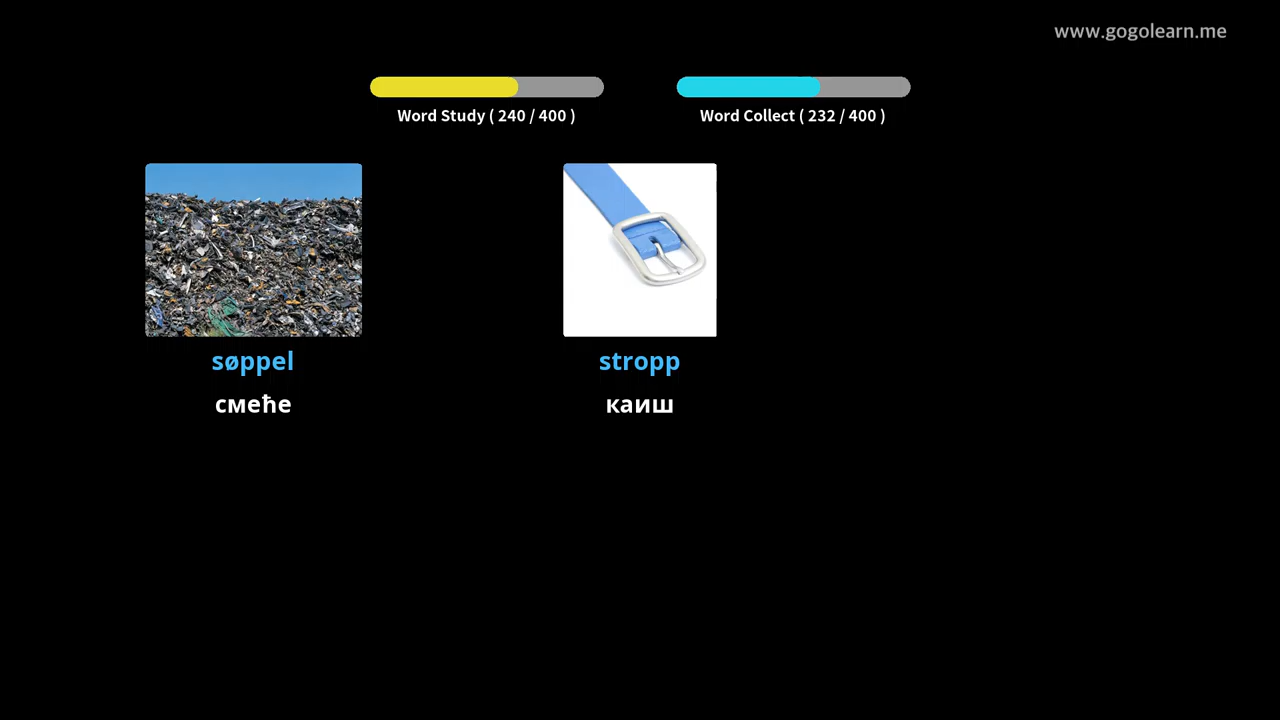 www.gogolearn.me
Word Study ( 240 / 400 )
Word Collect ( 232 / 400 )
søppel
stropp
смеће
каиш